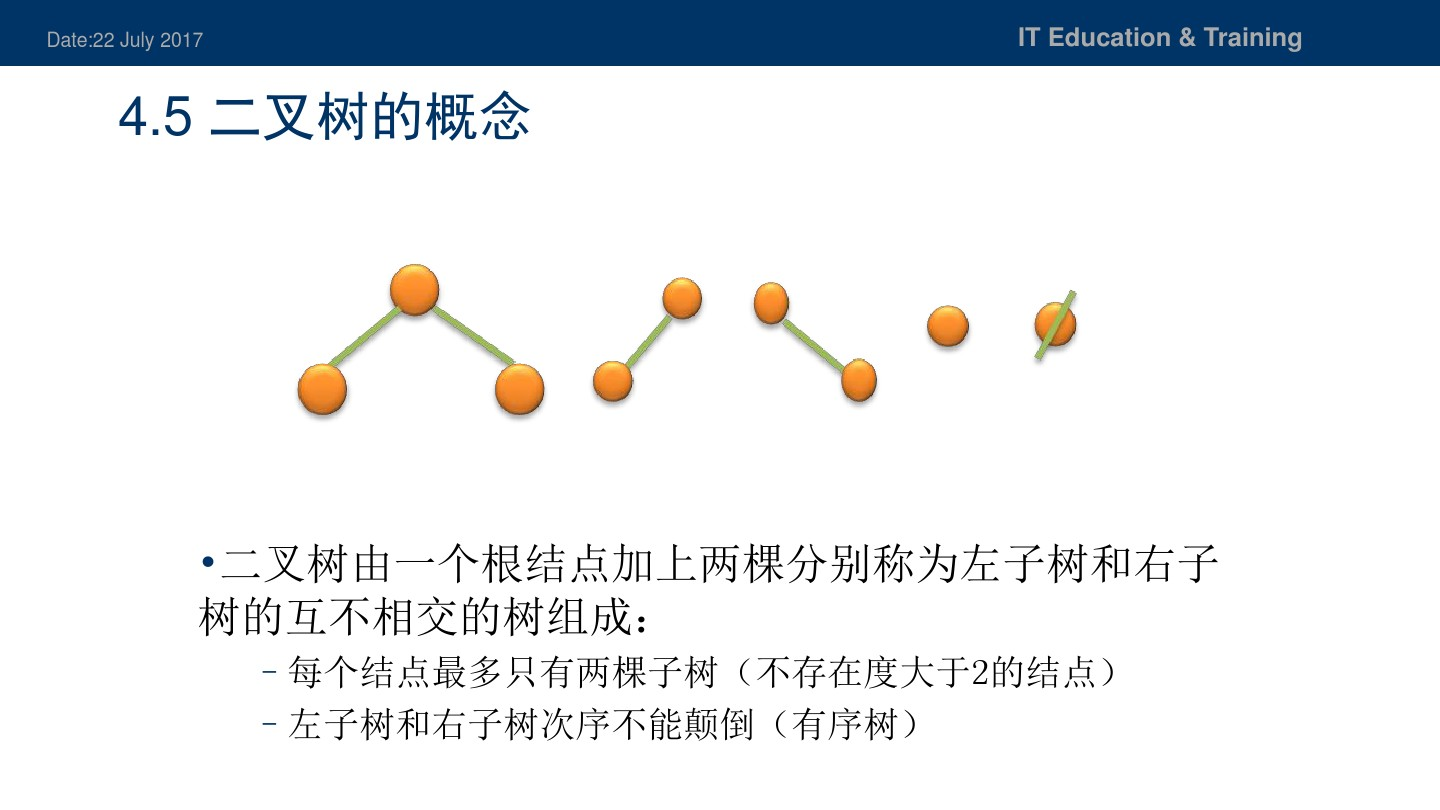 Date:22 July 2017
IT Education & Training
4.5 二叉树的概念
•二叉树由一个根结点加上两棵分别称为左子树和右子
树的互不相交的树组成：
– 每个结点最多只有两棵子树（不存在度大于2的结点）
– 左子树和右子树次序不能颠倒（有序树）